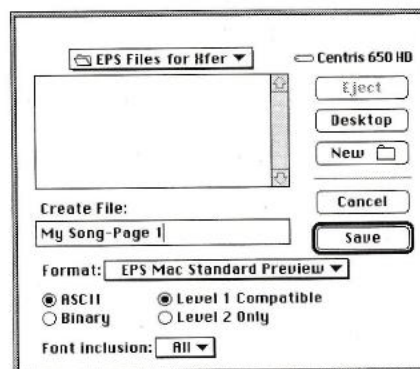 EPS Files for Xfer
Centris 650 HD
Eject
Desktop
New
Create File:
Cancel
My Song-Page 1
Save
Format: EPS Mac Standard Preview
ASCII Level 1 Compatible
Binary Level 2 Only
Font inclusion: All